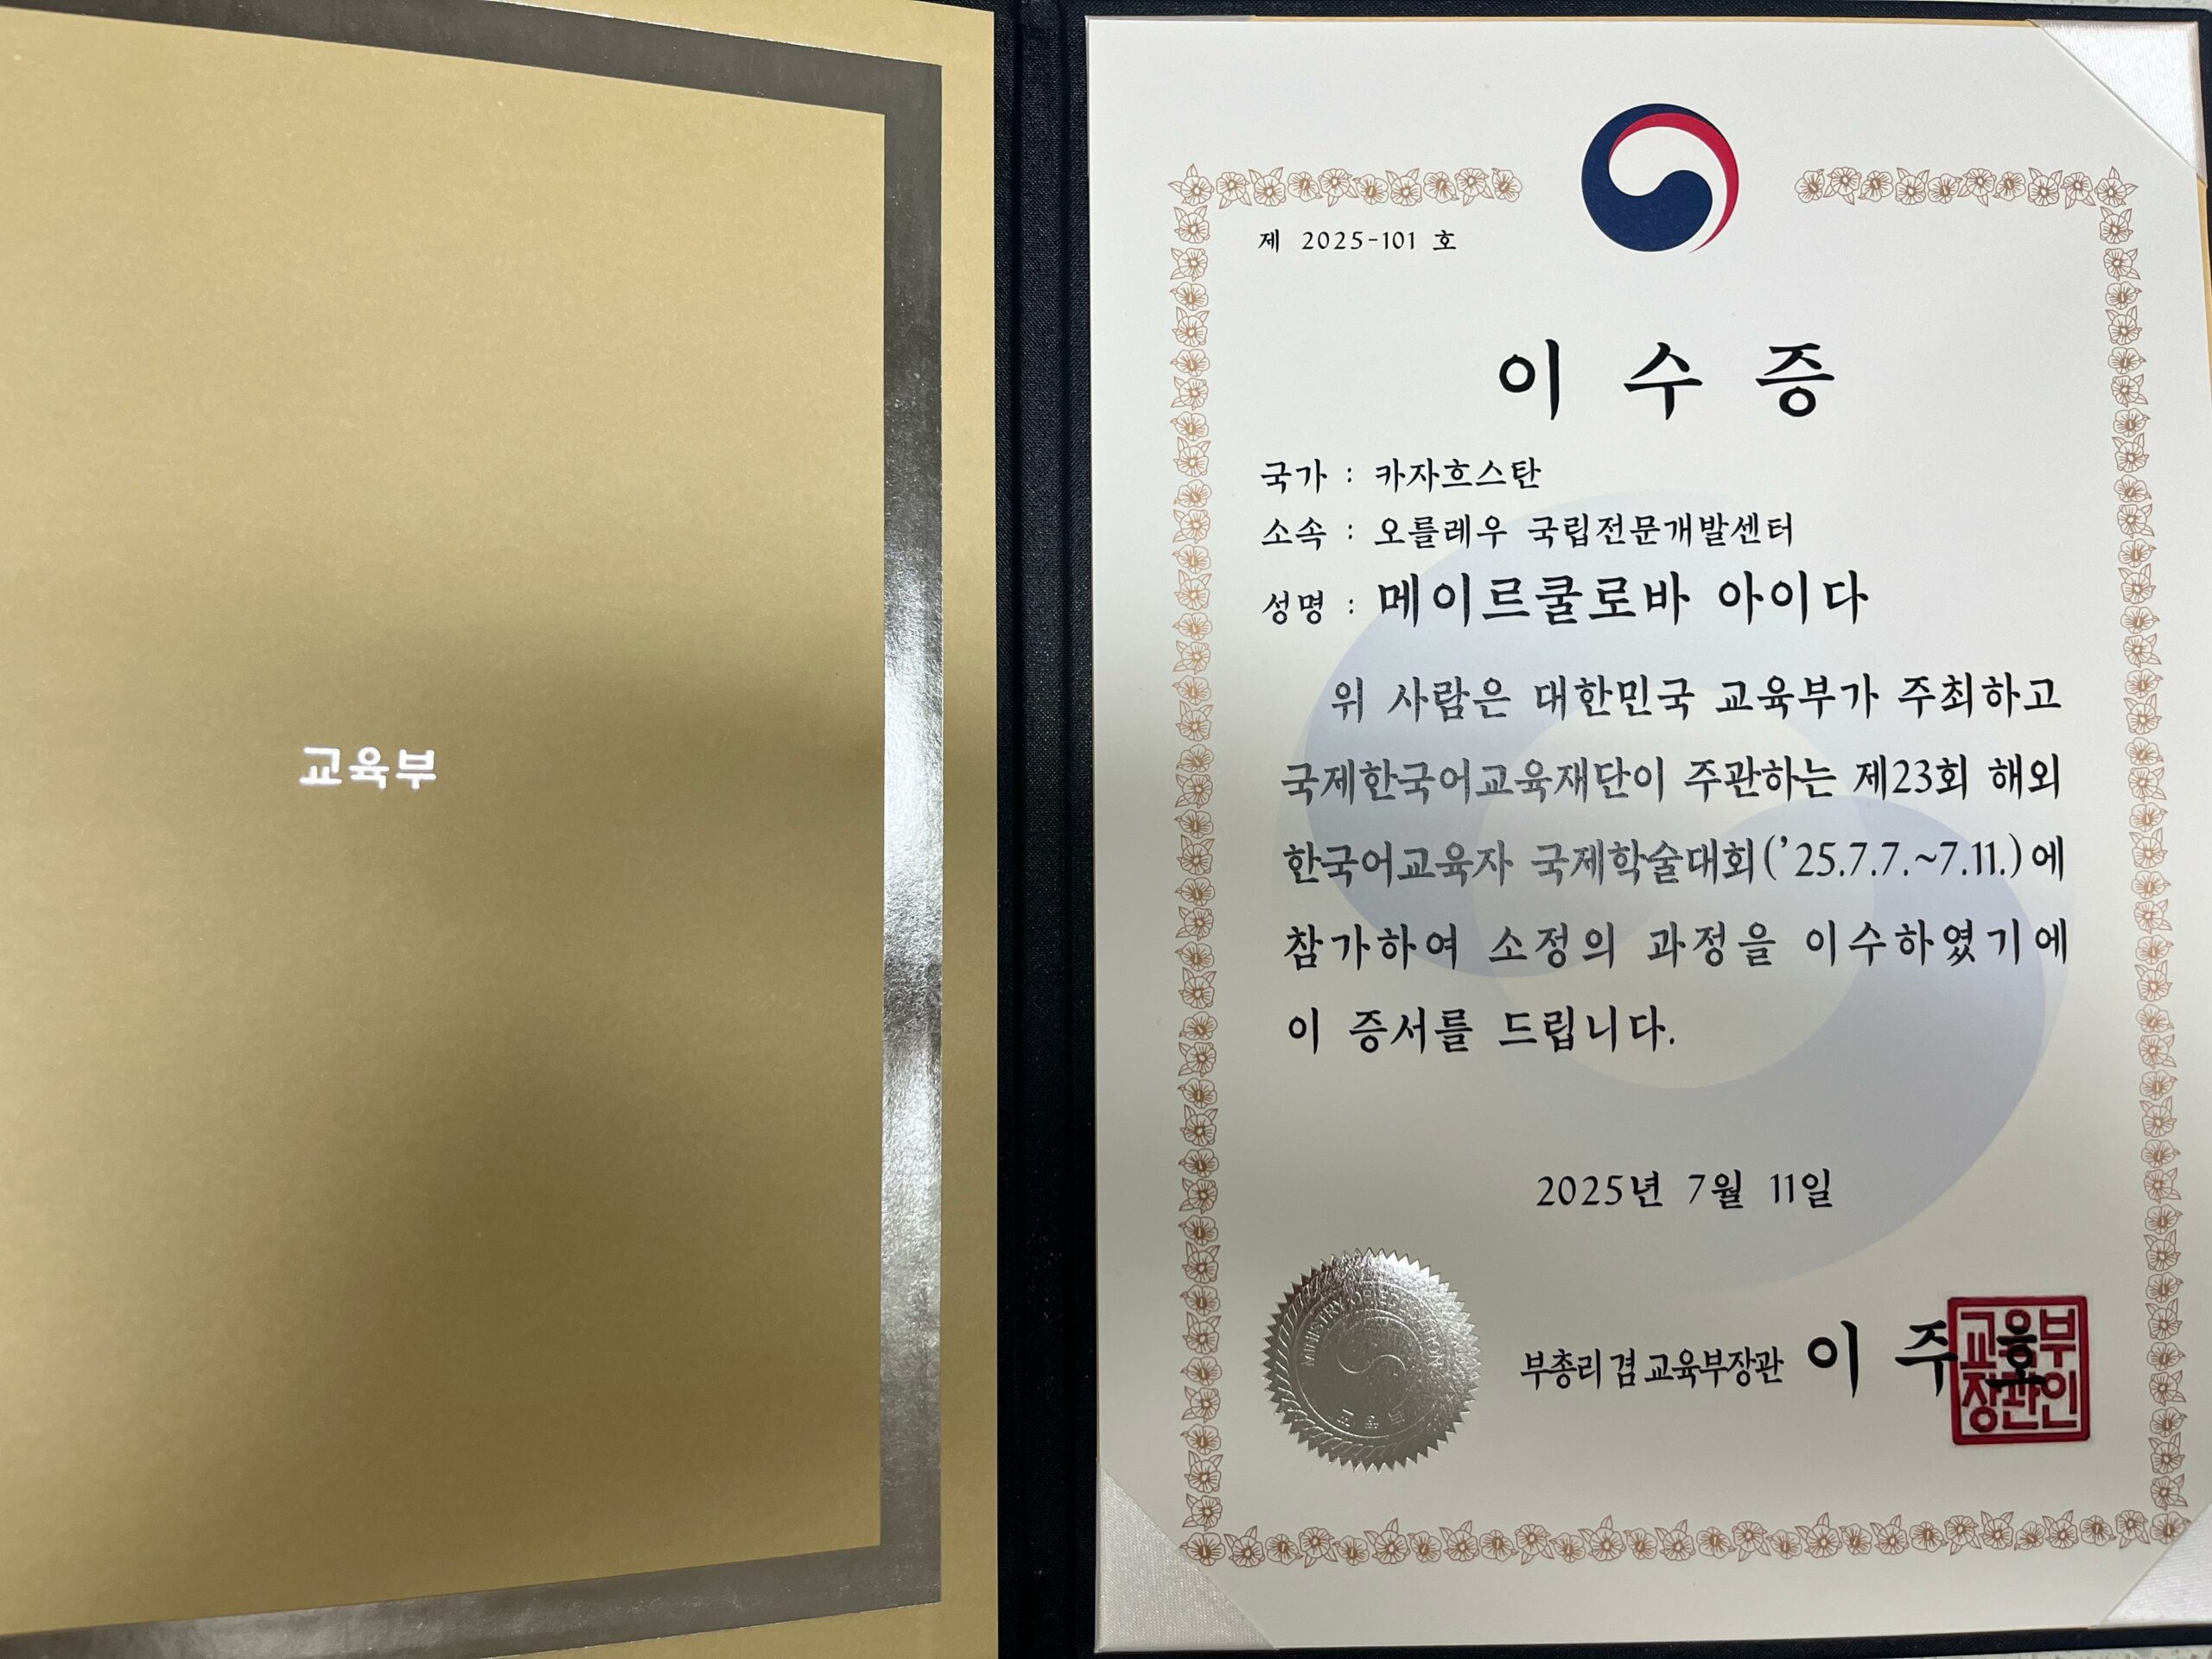 교육부
제 2025-101 호
이 수 증
국가 : 카자흐스탄
소속 : 오를레우 국립전문개발센터
성명 : 메이르쿨로바 아이다
위 사람은 대한민국 교육부가 주최하고
국제한국어교육재단이 주관하는 제23회 해외
한국어교육자 국제학술대회('25.7.7.~7.11.)에
참가하여 소정의 과정을 이수하였기에
이 증서를 드립니다.
2025년 7월 11일
MINISTRY OF EDUCATION
교육부
부총리 겸 교육부장관 이 주 호
교육부
장관인